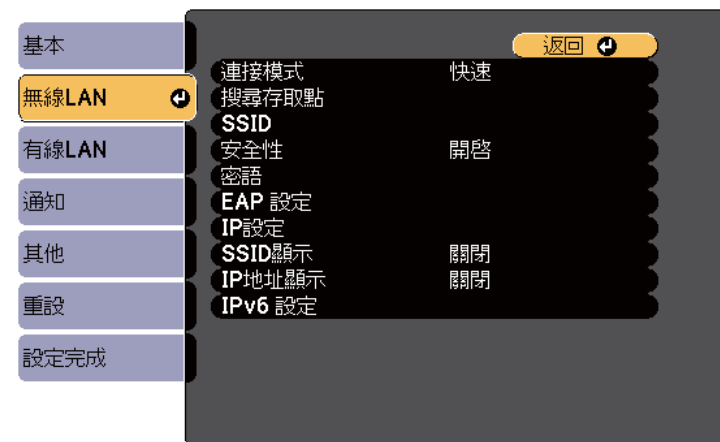 基本
無線LAN
有線LAN
通知
其他
重設
設定完成
返回
連接模式 快速
搜尋存取點
SSID
安全性 開啓
密語
EAP 設定
IP設定
SSID顯示 關閉
IP地址顯示 關閉
IPv6 設定